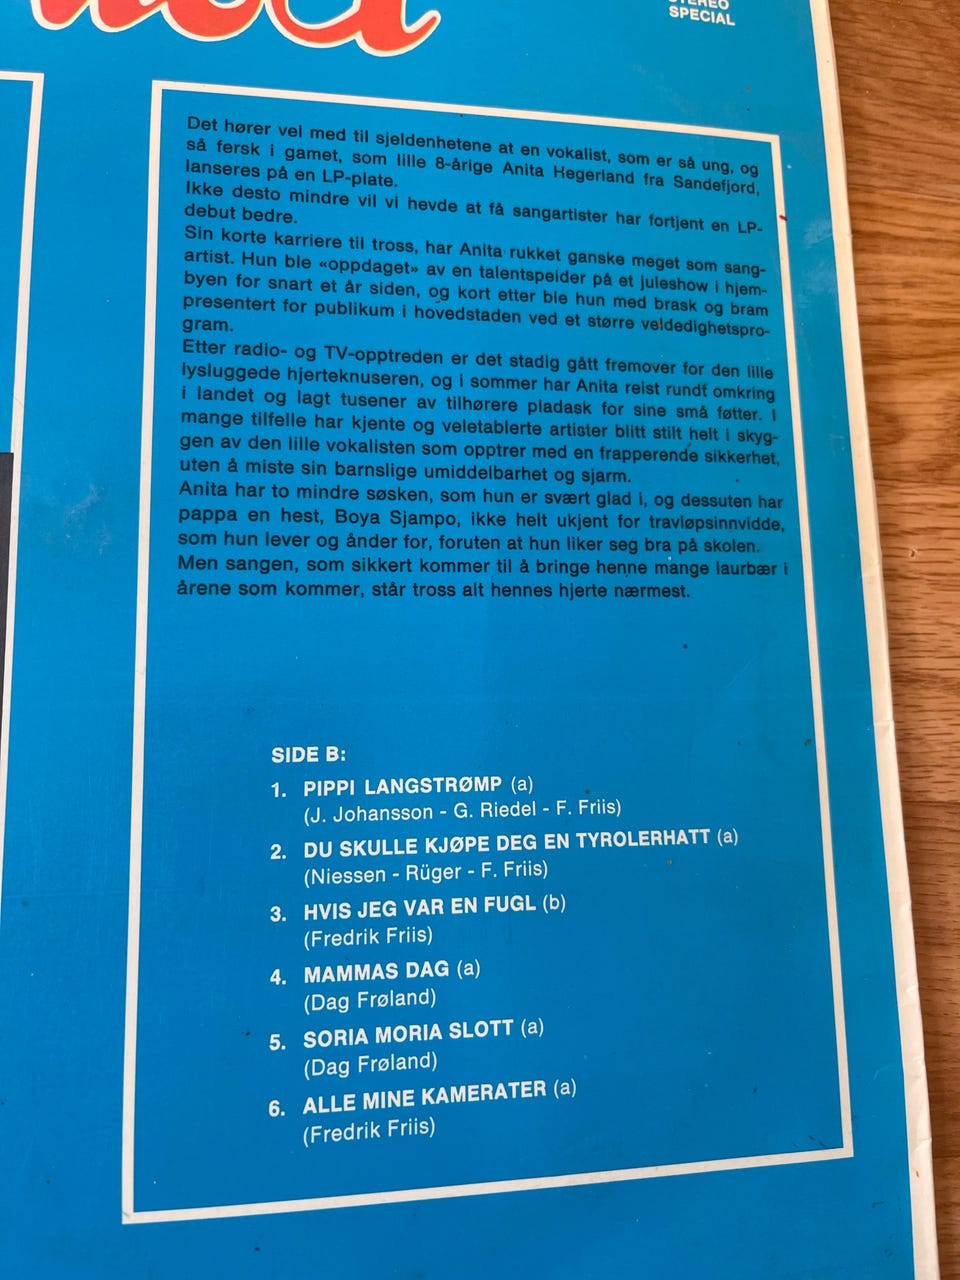 STEREO
SPECIAL
Det hører vel med til sjeldenhetene at en vokalist, som er så ung, og
så fersk i gamet, som lille 8-årige Anita Hegerland fra Sandefjord,
lanseres på en LP-plate.
Ikke desto mindre vil vi hevde at få sangartister har fortjent en LP-
debut bedre.
Sin korte karriere til tross, har Anita rukket ganske meget som sang-
artist. Hun ble «oppdaget» av en talentspeider på et juleshow i hjem-
byen for snart et år siden, og kort etter ble hun med brask og bram
presentert for publikum i hovedstaden ved et større veldedighetspro-
gram.
Etter radio- og TV-opptreden er det stadig gått fremover for den lille
lysluggede hjerteknuseren, og i sommer har Anita reist rundt omkring
i landet og lagt tusener av tilhørere pladask for sine små føtter. I
mange tilfelle har kjente og veletablerte artister blitt stilt helt i skyg-
gen av den lille vokalisten som opptrer med en frapperende sikkerhet,
uten å miste sin barnslige umiddelbarhet og sjarm.
Anita har to mindre søsken, som hun er svært glad i, og dessuten har
pappa en hest, Boya Sjampo, ikke helt ukjent for travløpsinnvidde,
som hun lever og ånder for, foruten at hun liker seg bra på skolen.
Men sangen, som sikkert kommer til å bringe henne mange laurbær i
årene som kommer, står tross alt hennes hjerte nærmest.
SIDE B:
1. PIPPI LANGSTRØMP (a)
(J. Johansson - G. Riedel - F. Friis)
2. DU SKULLE KJØPE DEG EN TYROLERHATT (a)
(Niessen - Rüger - F. Friis)
3. HVIS JEG VAR EN FUGL (b)
(Fredrik Friis)
4. MAMMAS DAG (a)
(Dag Frøland)
5. SORIA MORIA SLOTT (a)
(Dag Frøland)
6. ALLE MINE KAMERATER (a)
(Fredrik Friis)